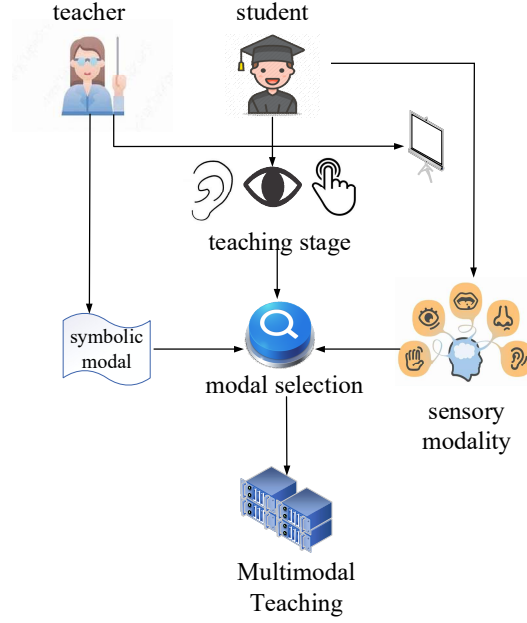 teacher
student
teaching stage
symbolic
modal
modal selection
sensory
modality
Multimodal
Teaching